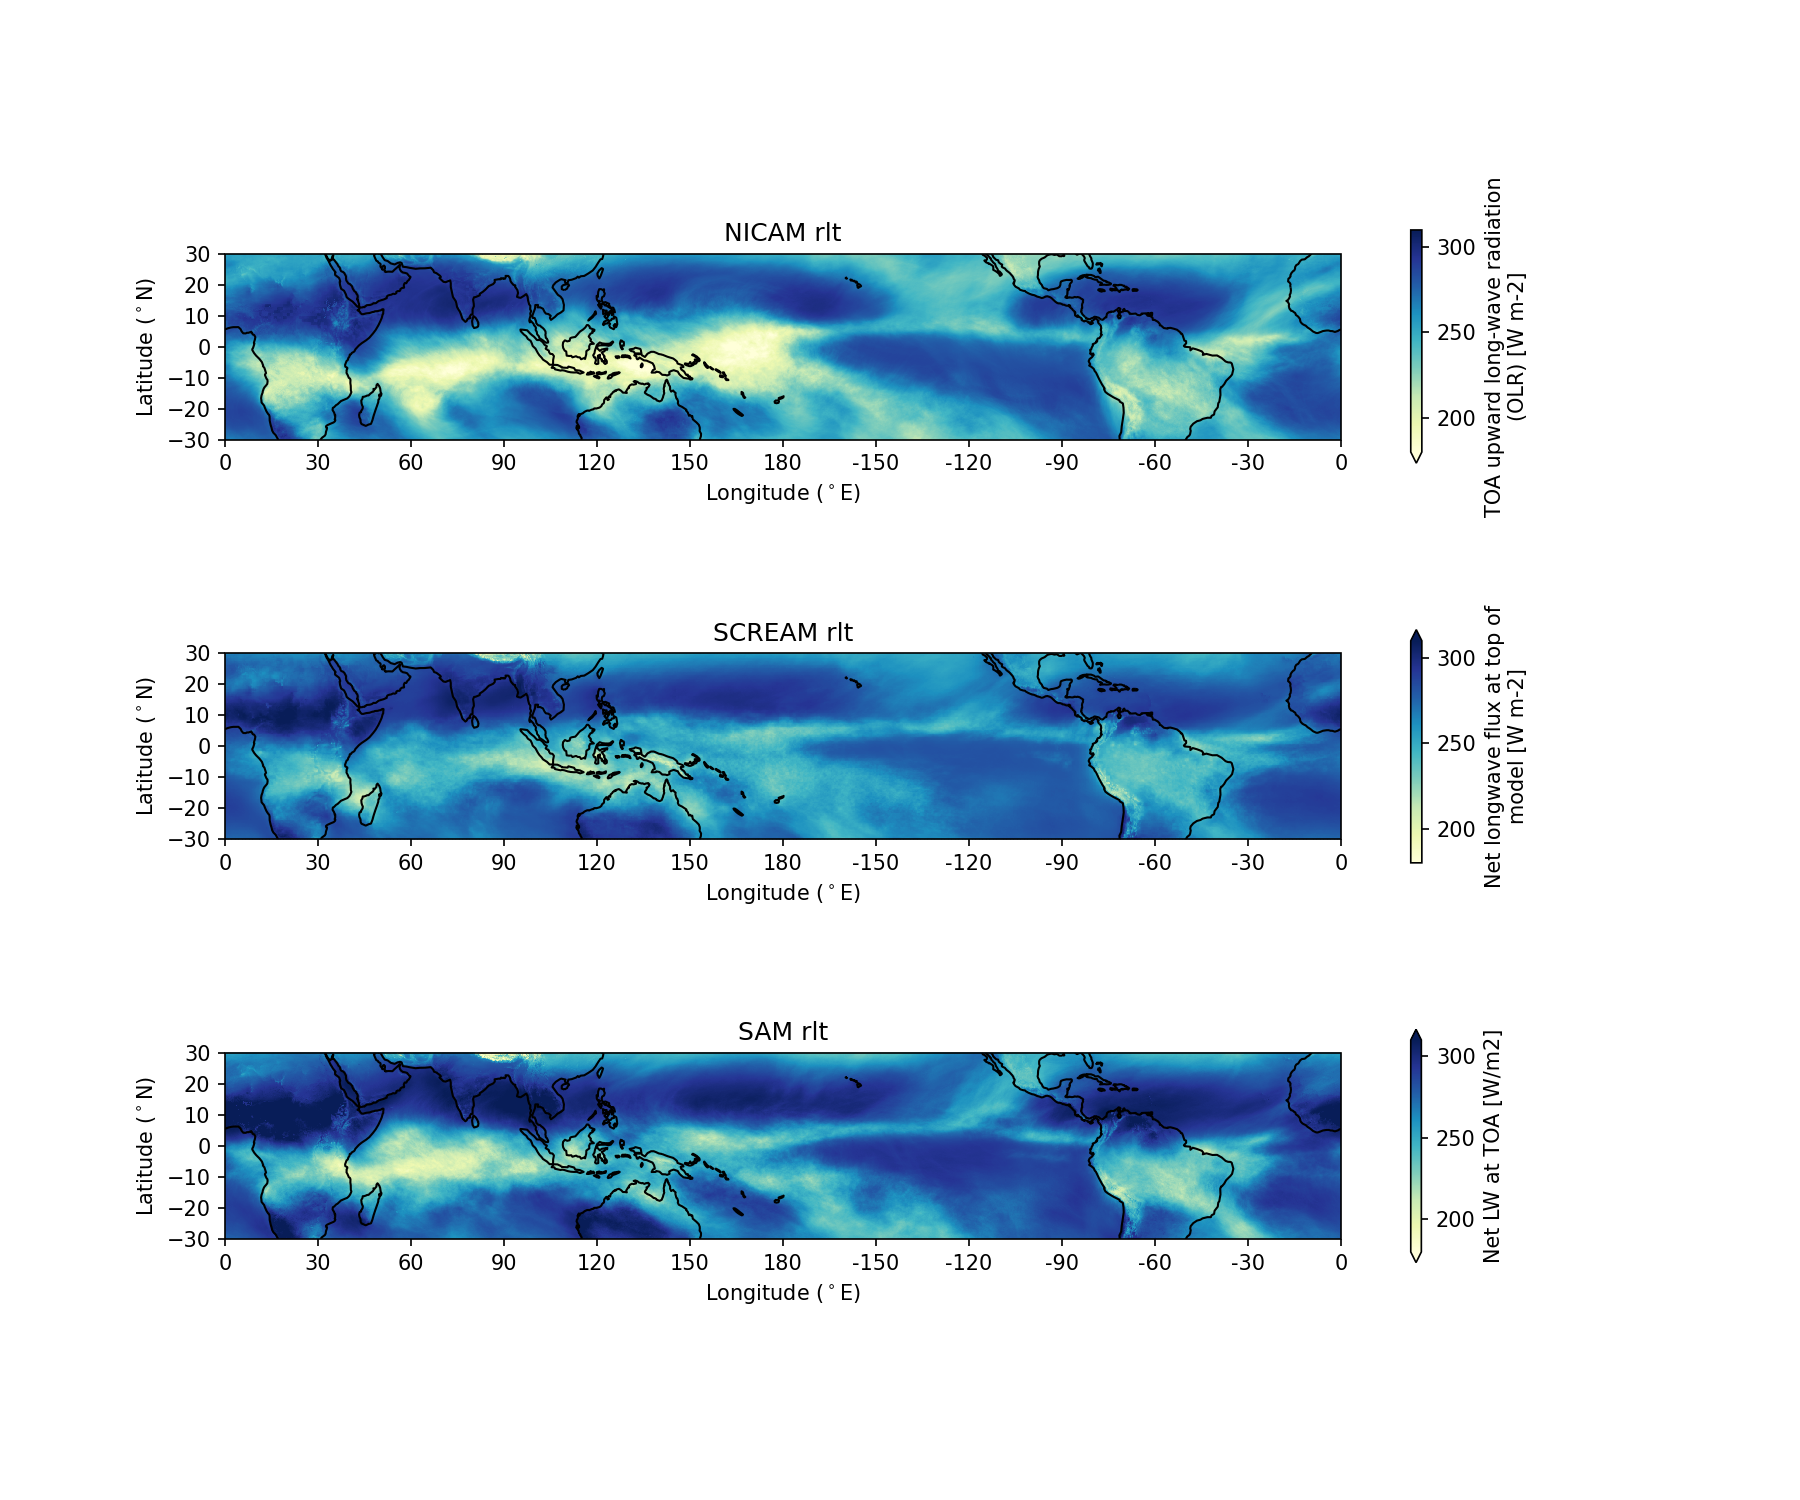 NICAM rlt
30
20
10
0
−10
−20
−30
Latitude (°N)
0 30 60 90 120 150 180 -150 -120 -90 -60 -30 0
Longitude (°E)
300
250
200
TOA upward long-wave radiation
(OLR) [W m-2]
SCREAM rlt
30
20
10
0
−10
−20
−30
Latitude (°N)
0 30 60 90 120 150 180 -150 -120 -90 -60 -30 0
Longitude (°E)
300
250
200
Net longwave flux at top of
model [W m-2]
SAM rlt
30
20
10
0
−10
−20
−30
Latitude (°N)
0 30 60 90 120 150 180 -150 -120 -90 -60 -30 0
Longitude (°E)
300
250
200
Net LW at TOA [W/m2]